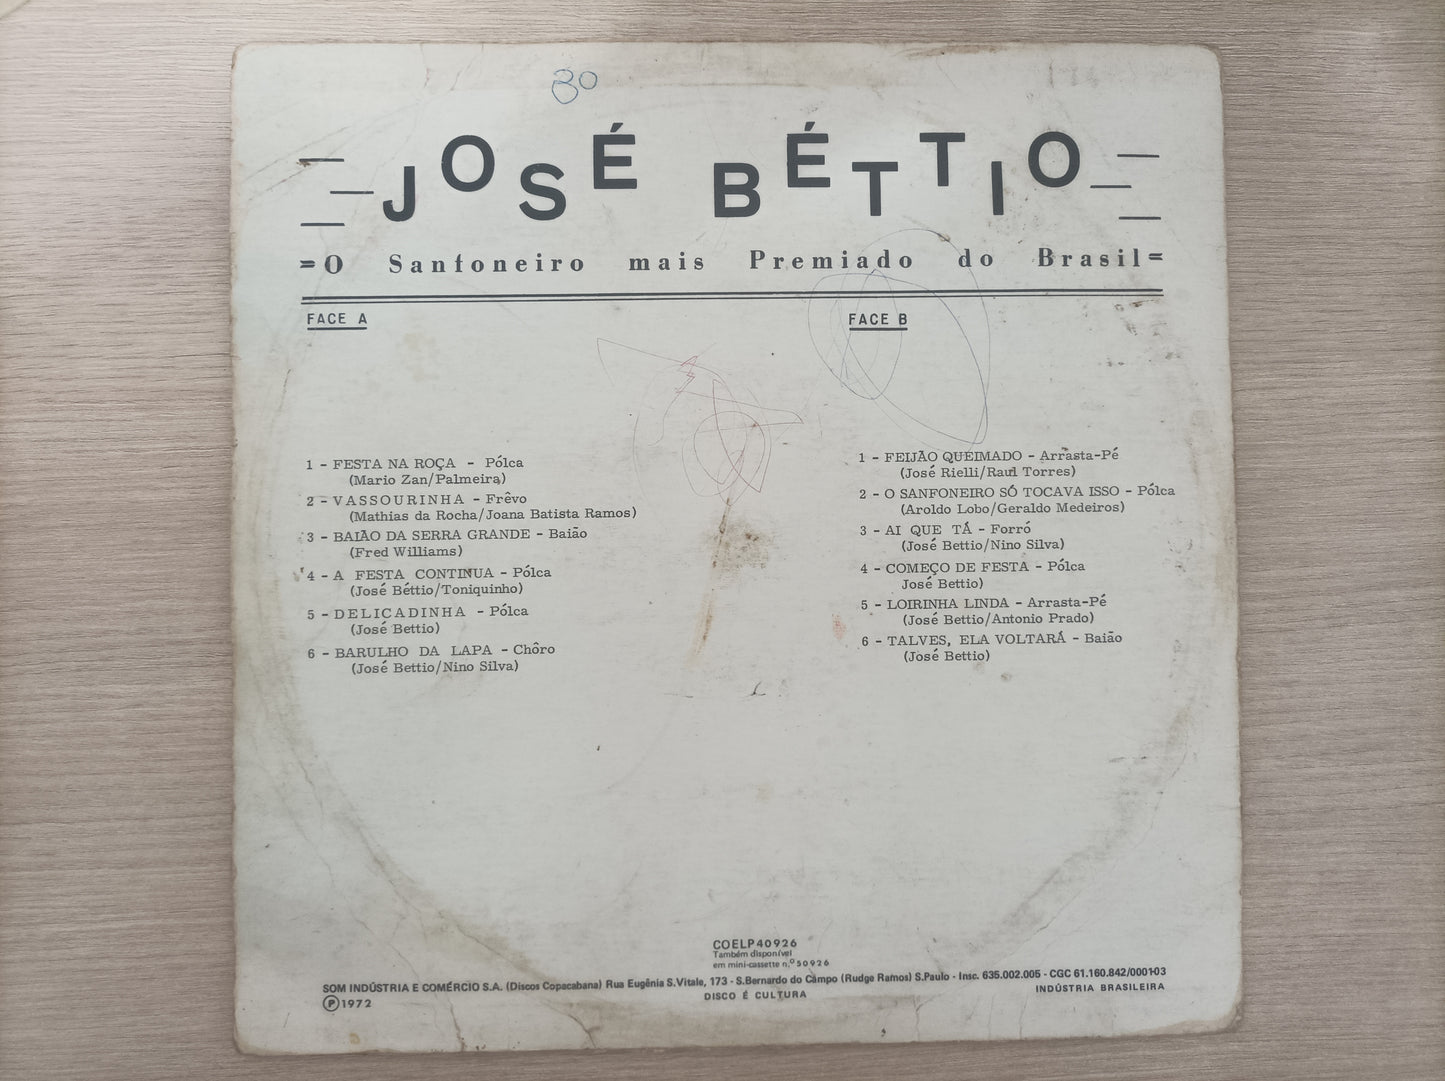 80
JOSÉ BÉTTIO
=O Sanfoneiro mais Premiado do Brasil=
FACE A
1 - FESTA NA ROÇA - Pólca
(Mario Zan/Palmeira)
2 - VASSOURINHA - Frêvo
(Mathias da Rocha/Joana Batista Ramos)
3 - BAIÃO DA SERRA GRANDE - Baião
(Fred Williams)
4 - A FESTA CONTINUA - Pólca
(José Béttio/Toniquinho)
5 - DELICADINHA - Pólca
(José Bettio)
6 - BARULHO DA LAPA - Chôro
(José Bettio/Nino Silva)
FACE B
1 - FEIJÃO QUEIMADO - Arrasta-Pé
(José Rielli/Raul Torres)
2 - O SANFONEIRO SÓ TOCAVA ISSO - Pólca
(Aroldo Lobo/Geraldo Medeiros)
3 - AI QUE TÁ - Forró
(José Bettio/Nino Silva)
4 - COMEÇO DE FESTA - Pólca
José Bettio)
5 - LOIRINHA LINDA - Arrasta-Pé
(José Bettio/Antonio Prado)
6 - TALVES, ELA VOLTARÁ - Baião
(José Bettio)
COELP40926
Também disponível
em mini-cassette n.º 50926
SOM INDÚSTRIA E COMÉRCIO S.A. (Discos Copacabana) Rua Eugênia S.Vitale, 173 - S.Bernardo do Campo (Rudge Ramos) S.Paulo - Insc. 635.002.005 - CGC 61.160.842/0001-03
℗1972
DISCO É CULTURA
INDÚSTRIA BRASILEIRA